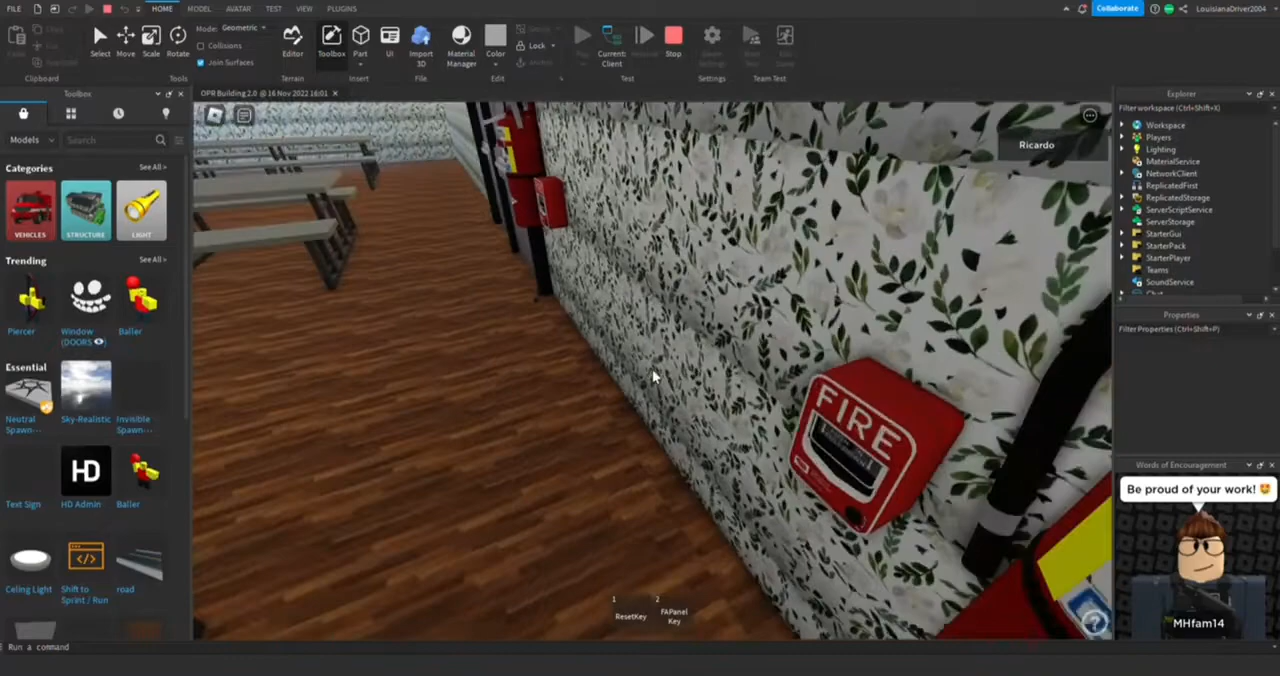 FILE HOME MODEL AVATAR TEST VIEW PLUGINS Collaborate LouisianaDriver2004
Mode: Geometric
Collisions
Join Surfaces
Select Move Scale Rotate Editor Toolbox Part UI Import 3D Material Manager Color Lock Current: Client Stop
Clipboard Tools Terrain Insert File Edit Test Settings Team Test
Toolbox
OPR Building 2.0 @ 16 Nov 2022 16:01
Models Search
Categories See All >
VEHICLES STRUCTURE LIGHT
Trending See All >
Piercer Window (DOORS Baller
Essential
Neutral Spawn... Sky-Realistic Invisible Spawn...
HD
Text Sign HD Admin Baller
Celing Light Shift to Sprint / Run road
Ricardo
FIRE
1 2
ResetKey FAPanel Key
Explorer
Filter workspace (Ctrl+Shift+X)
Workspace
Players
Lighting
MaterialService
NetworkClient
ReplicatedFirst
ReplicatedStorage
ServerScriptService
ServerStorage
StarterGui
StarterPack
StarterPlayer
Teams
SoundService
Properties
Filter Properties (Ctrl+Shift+P)
Words of Encouragement
Be proud of your work!
MHfam14
Run a command